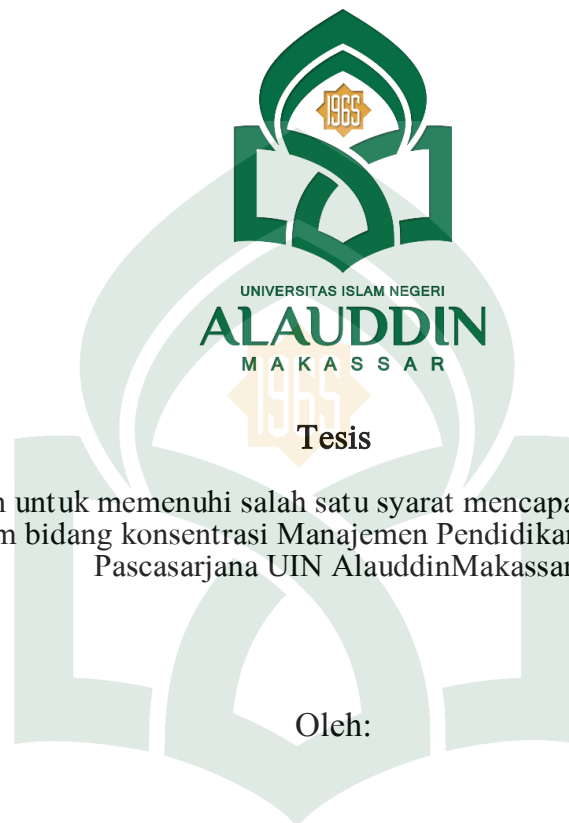 1965
UNIVERSITAS ISLAM NEGERI
ALAUDDIN
MAKASSAR
1965
Tesis
untuk memenuhi salah satu syarat
bidang konsentrasi Manajemen
Pascasarjana UIN AlauddinMakassar
Oleh: